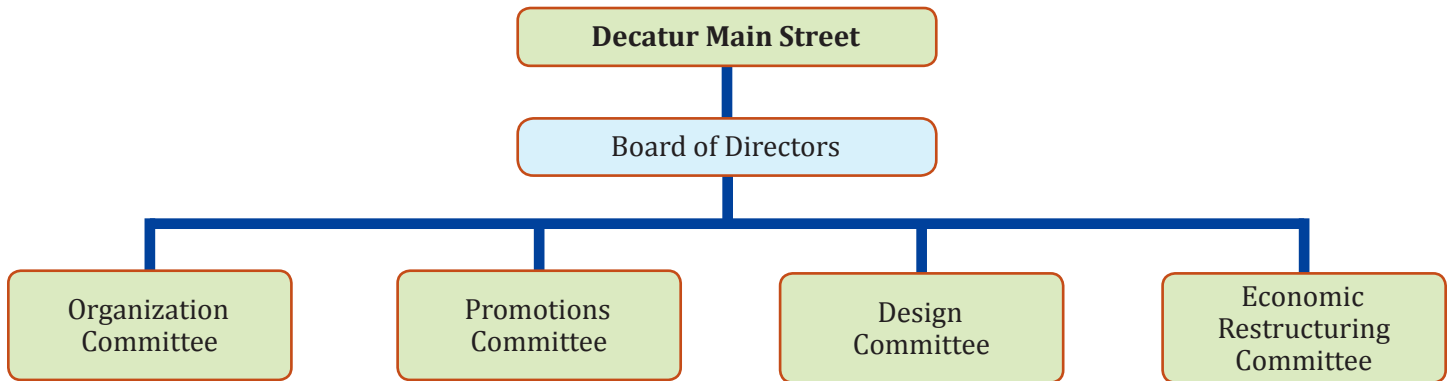 Decatur Main Street
Board of Directors
Organization
Committee
Promotions
Committee
Design
Committee
Economic
Restructuring
Committee